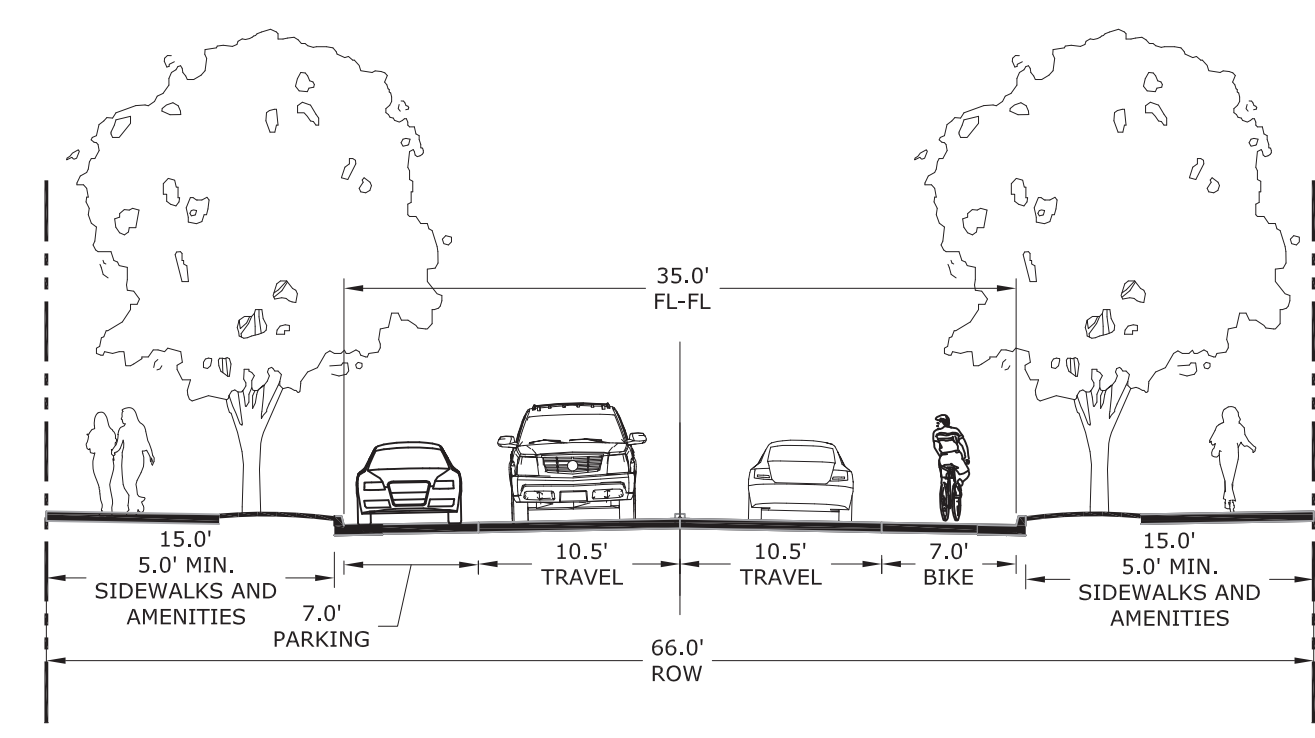 35.0'
FL-FL
15.0'
5.0' MIN.
SIDEWALKS AND
AMENITIES
7.0'
PARKING
10.5'
TRAVEL
10.5'
TRAVEL
7.0'
BIKE
15.0'
5.0' MIN.
SIDEWALKS AND
AMENITIES
66.0'
ROW